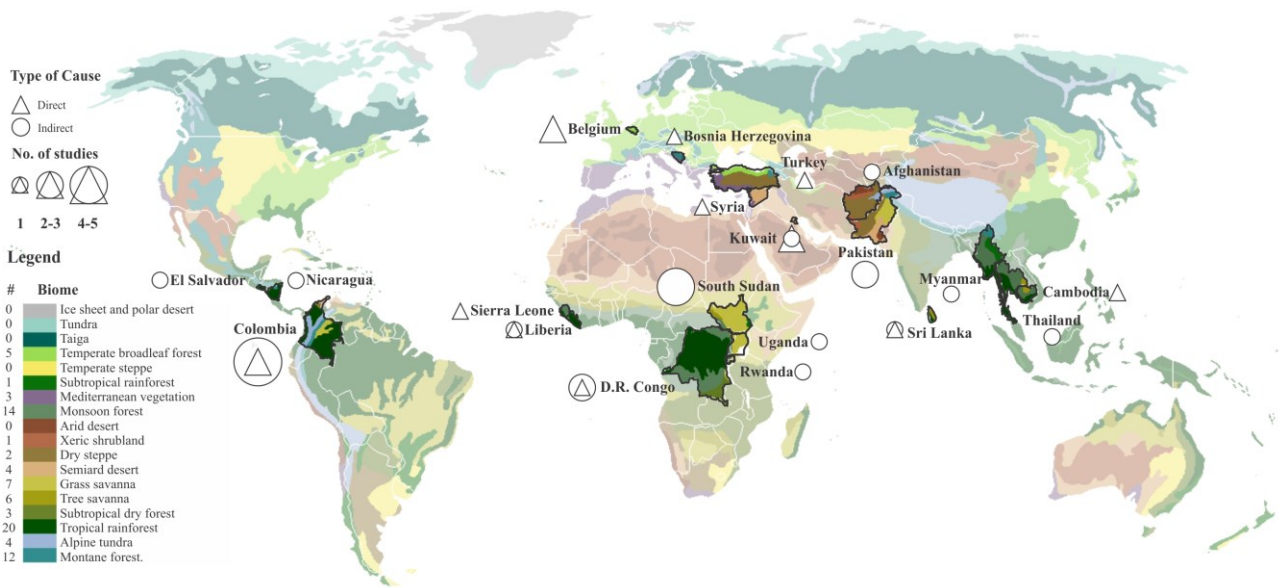 Type of Cause
Direct
Indirect
No. of studies
1 2-3 4-5
Legend
# Biome
0 Ice sheet and polar desert
0 Tundra
0 Taiga
5 Temperate broadleaf forest
0 Temperate steppe
1 Subtropical rainforest
3 Mediterranean vegetation
14 Monsoon forest
0 Arid desert
1 Xeric shrubland
2 Dry steppe
4 Semiard desert
7 Grass savanna
6 Tree savanna
3 Subtropical dry forest
20 Tropical rainforest
4 Alpine tundra
12 Montane forest.
Belgium
Bosnia Herzegovina
Turkey
Afghanistan
Syria
Kuwait
Pakistan
El Salvador
Nicaragua
South Sudan
Myanmar
Cambodia
Sierra Leone
Liberia
Colombia
Sri Lanka
Thailand
Uganda
Rwanda
D.R. Congo